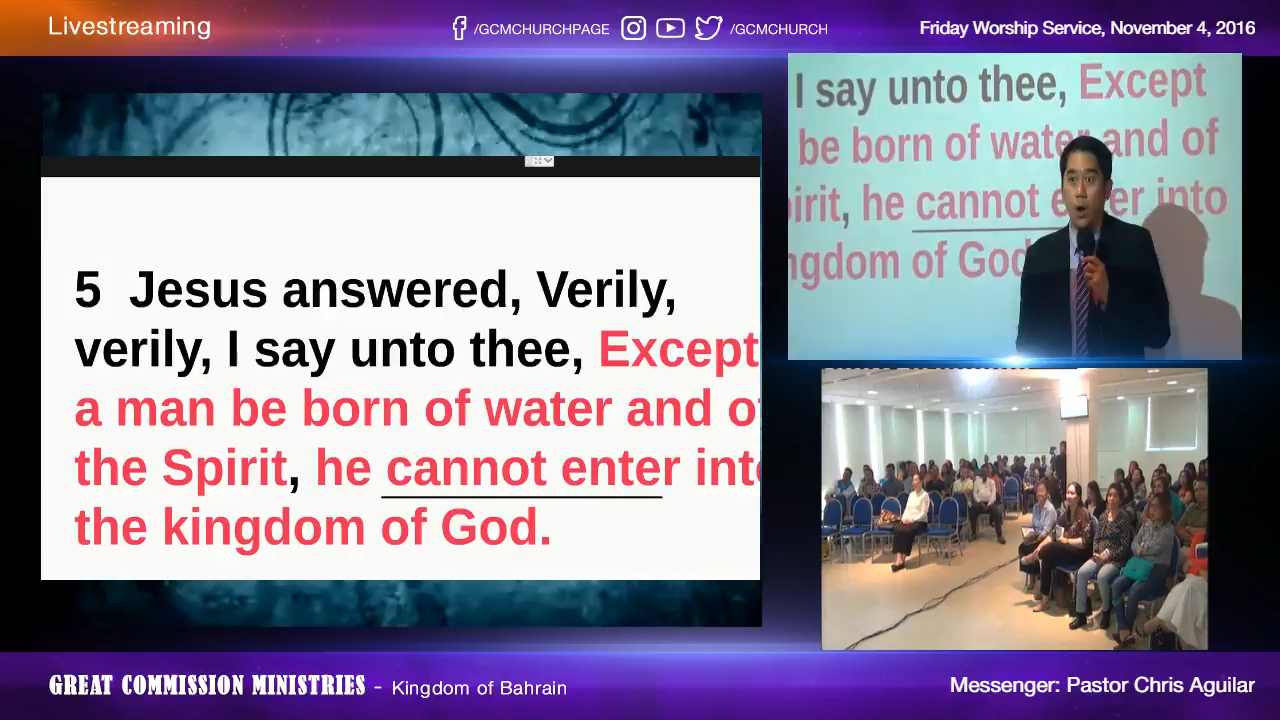 Livestreaming
/GCMCHURCHPAGE
/GCMCHURCH
Friday Worship Service, November 4, 2016
5 Jesus answered, Verily,
verily, I say unto thee, Except
a man be born of water and of
the Spirit, he cannot enter into
the kingdom of God.
I say unto thee, Except
be born of water and of
pirit, he cannot enter into
ngdom of God
GREAT COMMISSION MINISTRIES - Kingdom of Bahrain
Messenger: Pastor Chris Aguilar